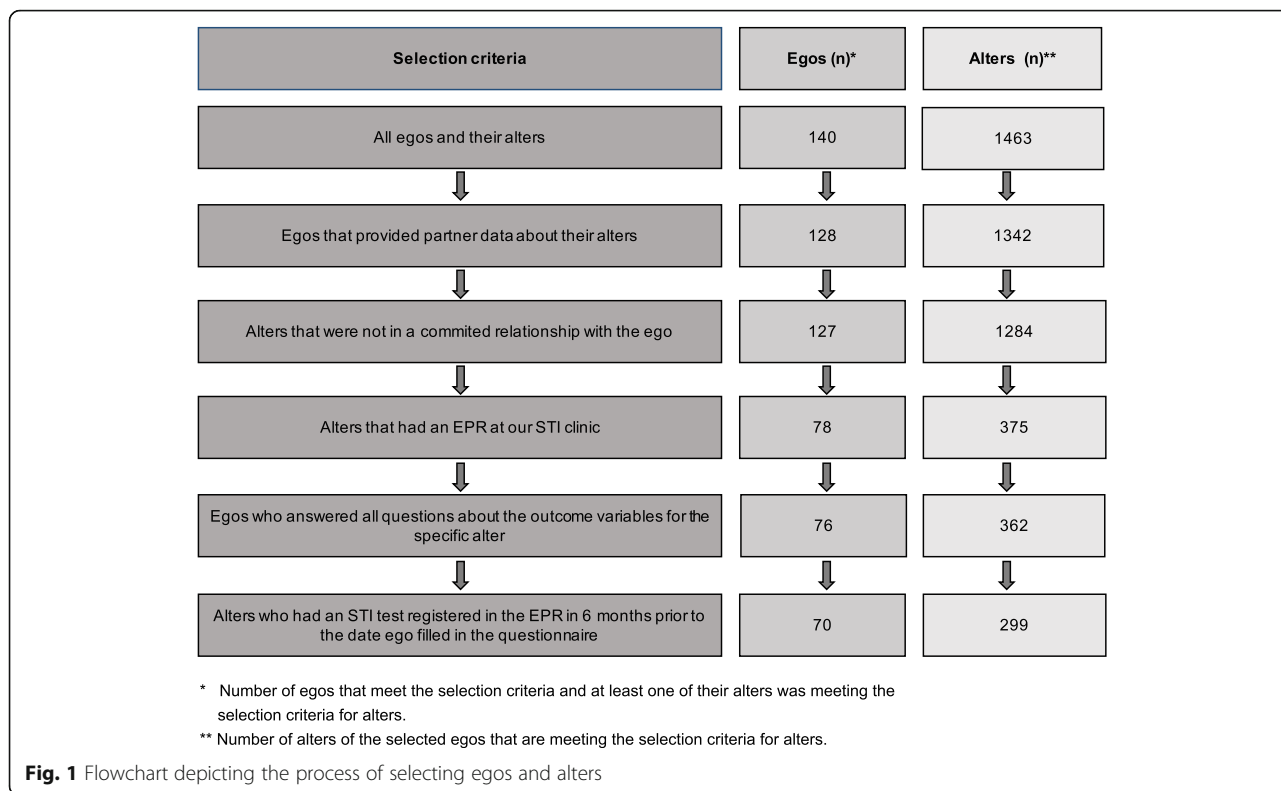 Selection criteria
Egos (n)*
Alters (n)**
All egos and their alters
140
1463
Egos that provided partner data about their alters
128
1342
Alters that were not in a commited relationship with the ego
127
1284
Alters that had an EPR at our STI clinic
78
375
Egos who answered all questions about the outcome variables for the
specific alter
76
362
Alters who had an STI test registered in the EPR in 6 months prior to
the date ego filled in the questionnaire
70
299
* Number of egos that meet the selection criteria and at least one of their alters was meeting the
selection criteria for alters.
** Number of alters of the selected egos that are meeting the selection criteria for alters.
Fig. 1 Flowchart depicting the process of selecting egos and alters